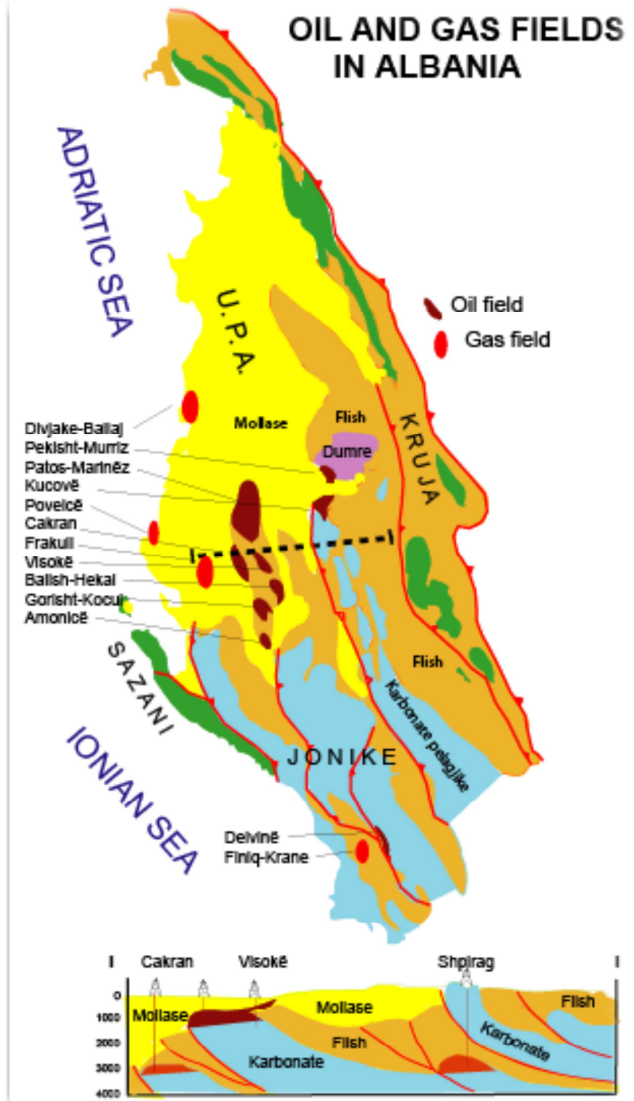 OIL AND GAS FIELDS
IN ALBANIA
ADRIATIC SEA
U.P.A.
Oil field
Gas field
Divjake-Ballaj
Pekisht-Murriz
Patos-Marinëz
Kucovë
Povelcë
Cakran
Frakull
Visokë
Ballsh-Hekal
Gorisht-Kocul
Amonicë
Mollase
Flish
Dumre
KRUJA
Flish
SAZANI
IONIAN SEA
JONIKE
Karbonate pelagjike
Delvinë
Finiq-Krane
I Cakran Visokë Shpirag I
0
1000
2000
3000
4000
Mollase
Mollase
Flish
Flish
Karbonate
Karbonate